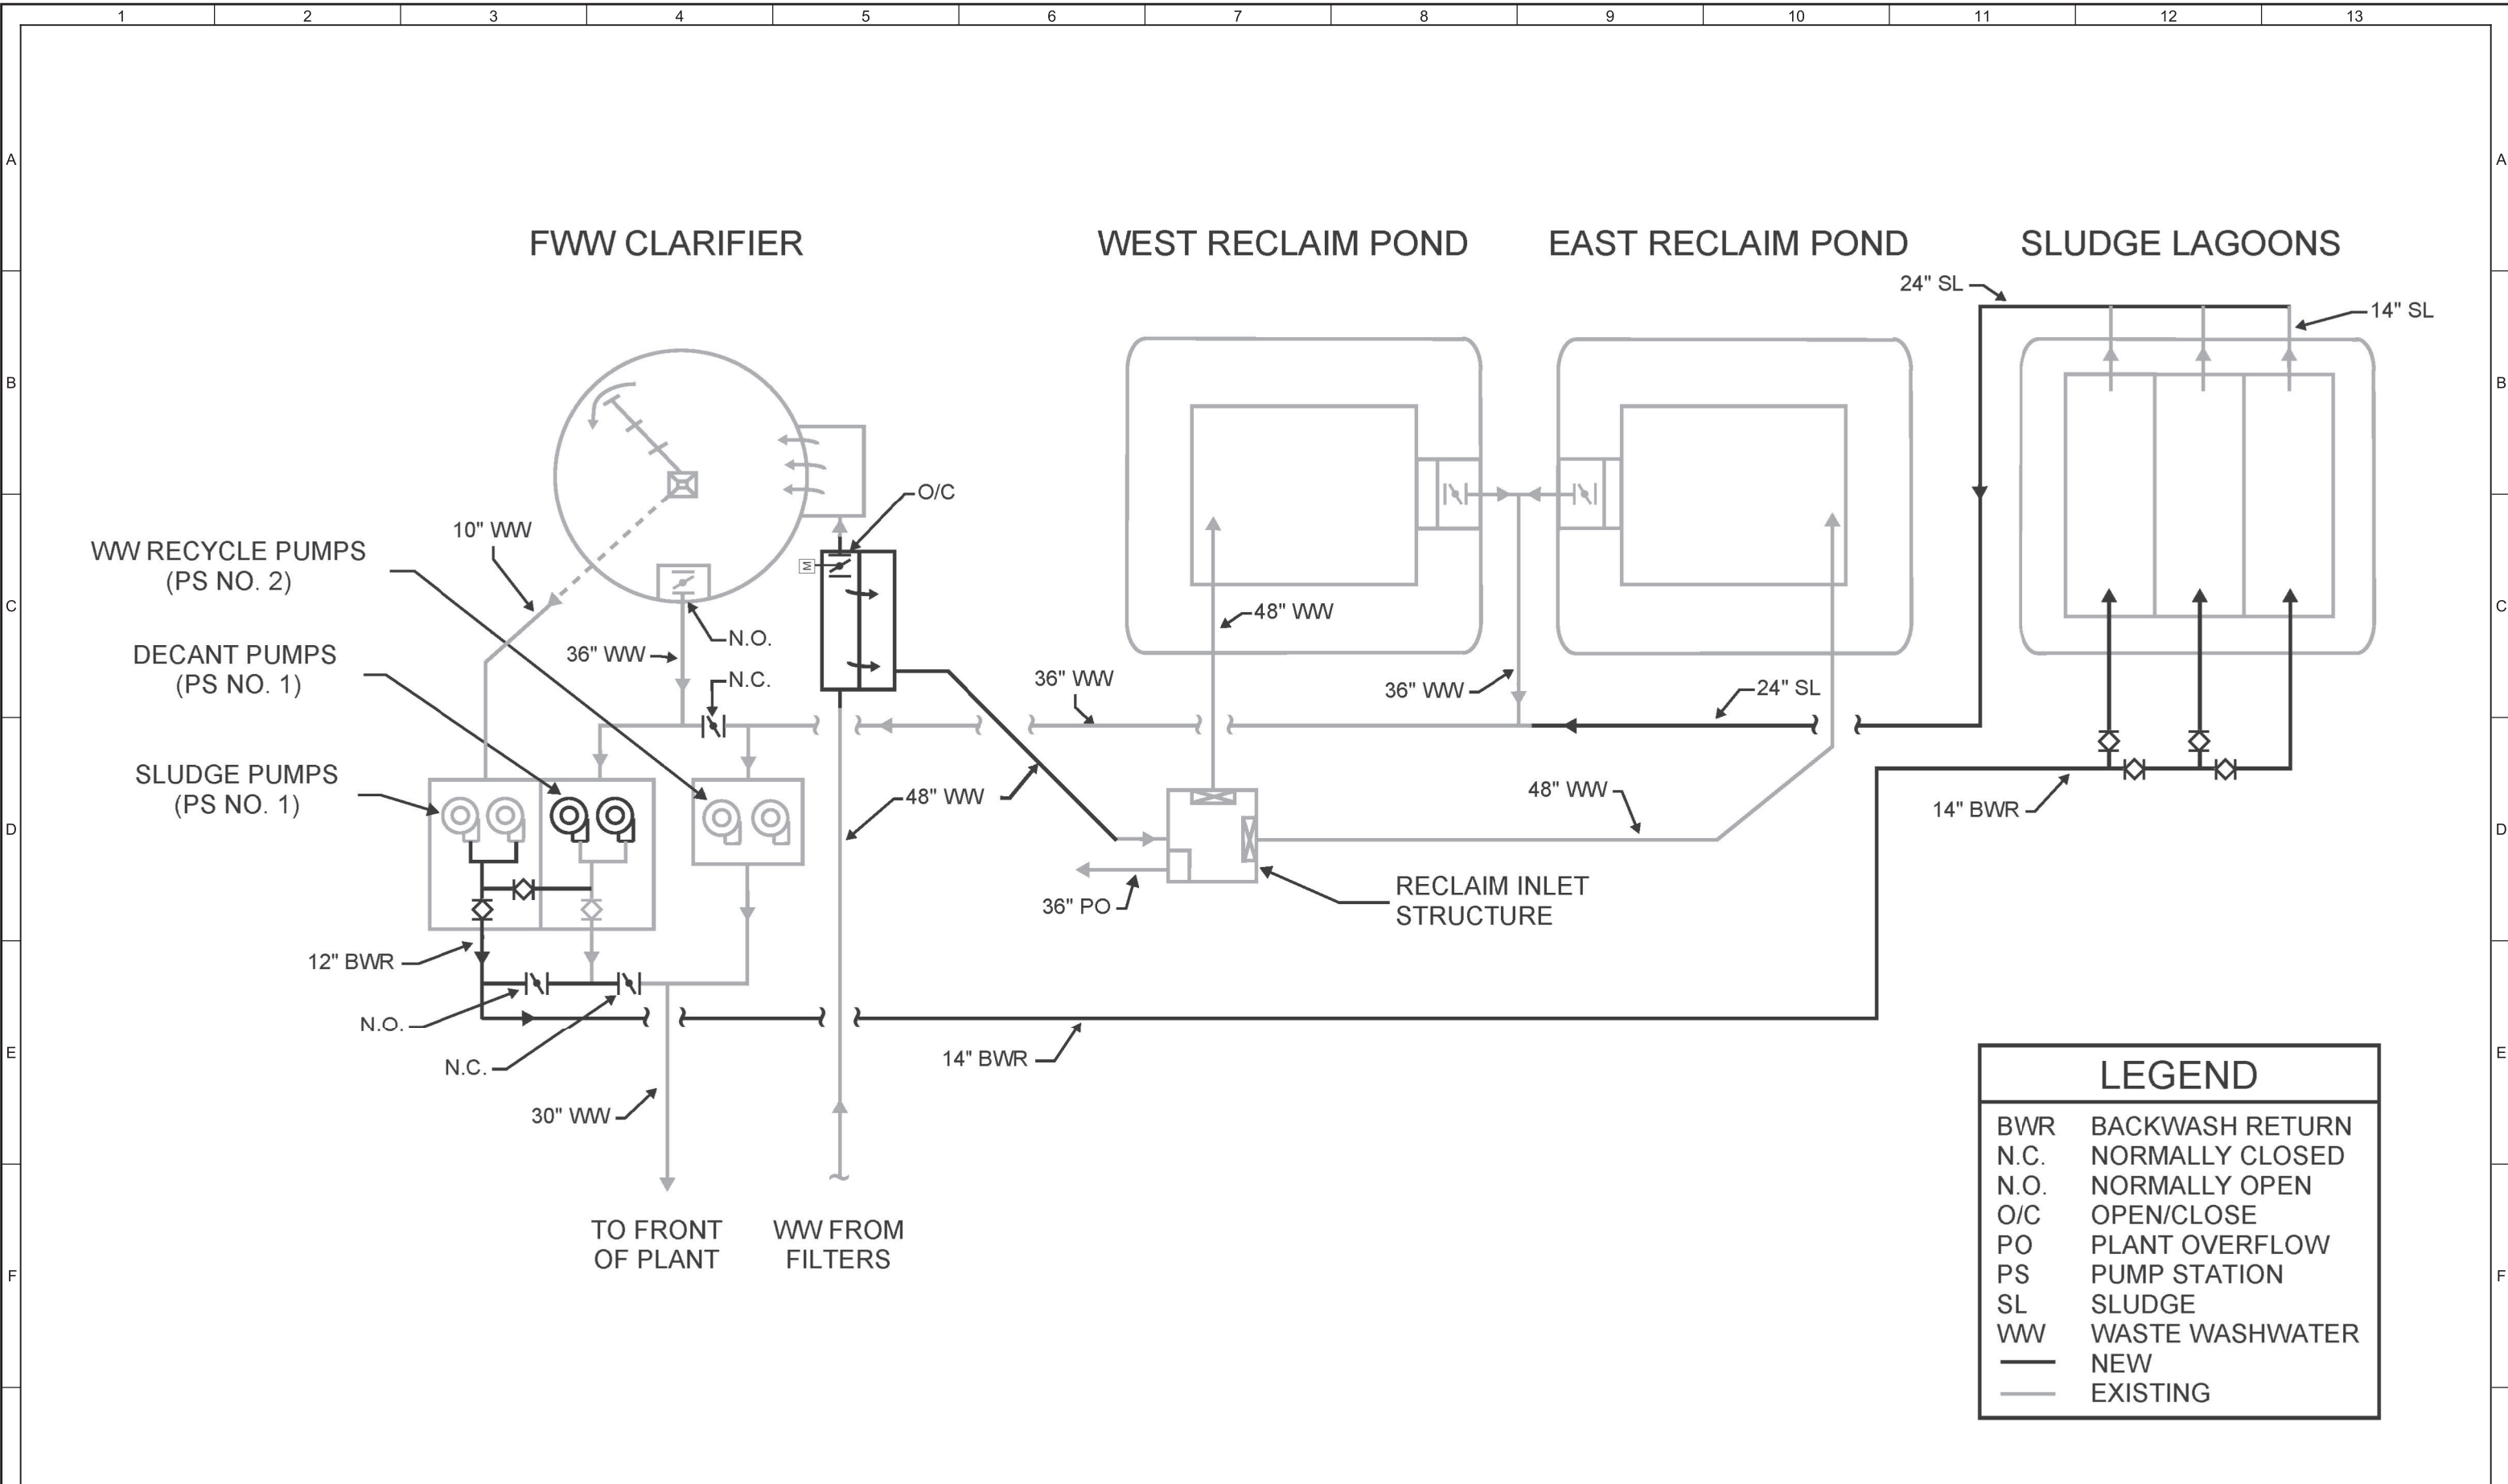 1 2 3 4 5 6 7 8 9 10 11 12 13
A A
FWW CLARIFIER WEST RECLAIM POND EAST RECLAIM POND SLUDGE LAGOONS
24" SL
14" SL
B B
O/C
10" WW
WW RECYCLE PUMPS
(PS NO. 2)
M
C C
48" WW
N.O.
DECANT PUMPS
(PS NO. 1)
36" WW
N.C.
36" WW
36" WW
24" SL
SLUDGE PUMPS
(PS NO. 1)
48" WW
48" WW
14" BWR
D D
36" PO
RECLAIM INLET
STRUCTURE
12" BWR
N.O.
E E
14" BWR
N.C.
30" WW
TO FRONT
OF PLANT
WW FROM
FILTERS
F F
LEGEND
BWR BACKWASH RETURN
N.C. NORMALLY CLOSED
N.O. NORMALLY OPEN
O/C OPEN/CLOSE
PO PLANT OVERFLOW
PS PUMP STATION
SL SLUDGE
WW WASTE WASHWATER
NEW
EXISTING